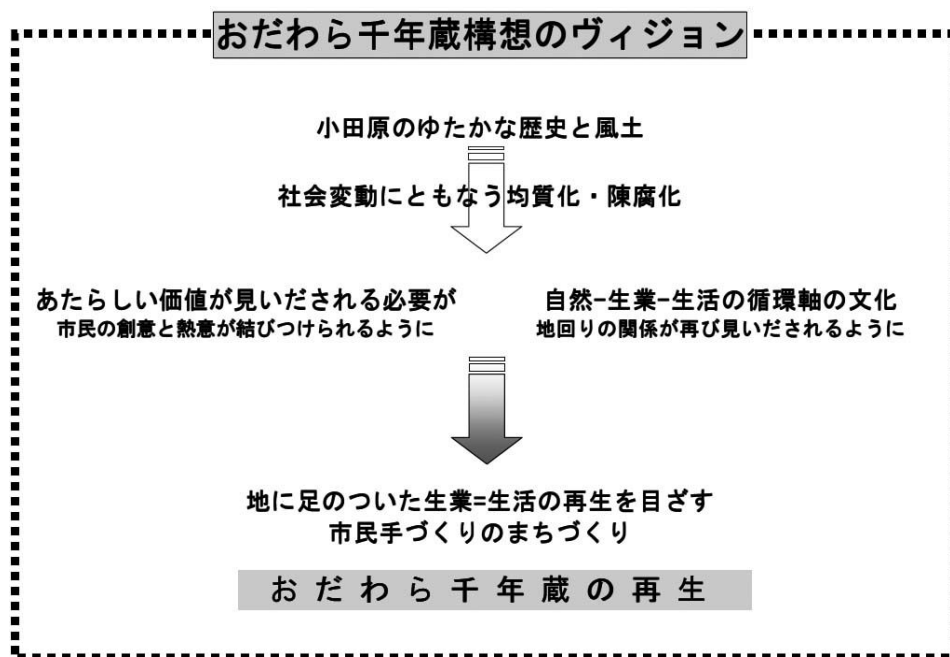 おだわら千年蔵構想のヴィジョン
小田原のゆたかな歴史と風土
社会変動にともなう均質化・陳腐化
あたらしい価値が見いだされる必要が
市民の創意と熱意が結びつけられるように
自然-生業-生活の循環軸の文化
地回りの関係が再び見いだされるように
地に足のついた生業=生活の再生を目ざす
市民手づくりのまちづくり
おだわら千年蔵の再生